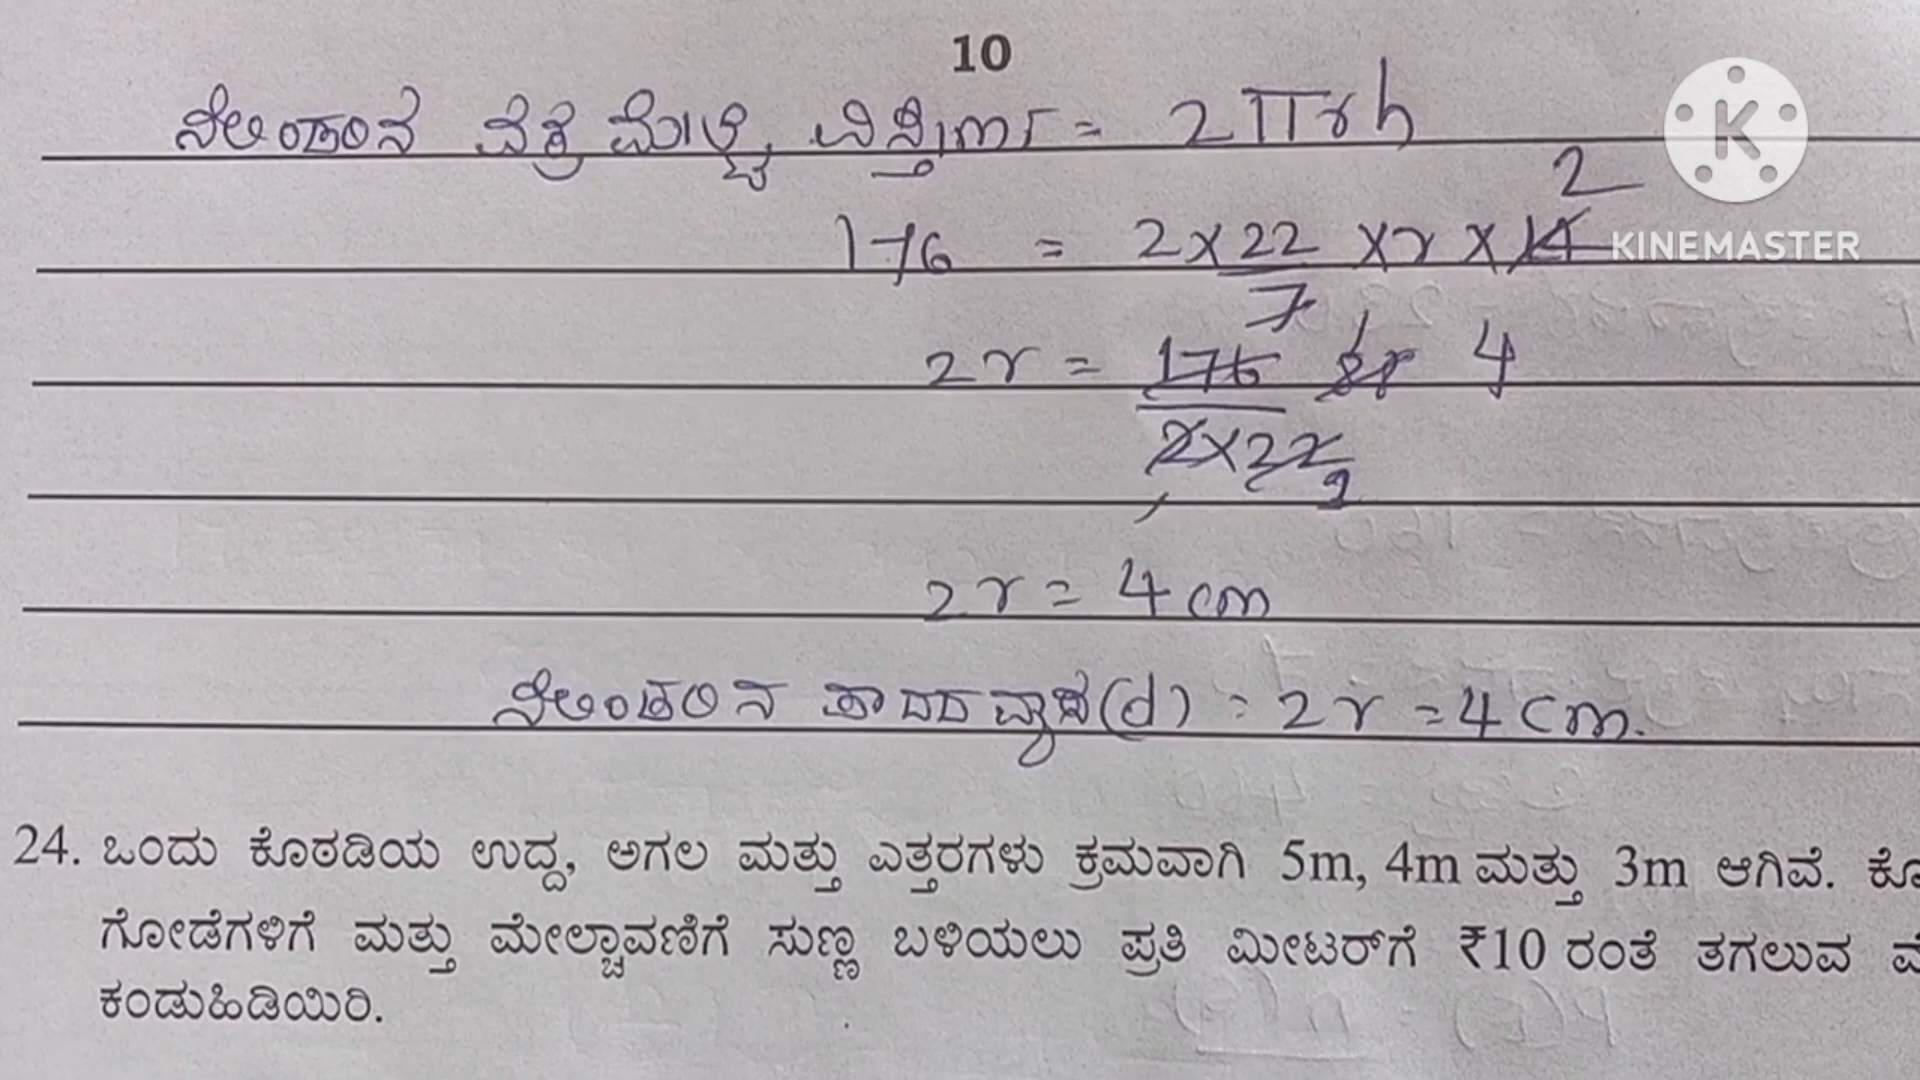 10
ಸಿಲಿಂಡರಿನ ವಕ್ರ ಮೇಲ್ಮೈ ವಿಸ್ತೀರ್ಣ = 2πrh
2
176 = 2 × 22 × r × 14
7
KINEMASTER
2r = 176 4
2×22
2r = 4 cm
ಸಿಲಿಂಡರಿನ ಪಾದದ ವ್ಯಾಸ (d) = 2r = 4 cm.
24. ಒಂದು ಕೊಠಡಿಯ ಉದ್ದ, ಅಗಲ ಮತ್ತು ಎತ್ತರಗಳು ಕ್ರಮವಾಗಿ 5m, 4m ಮತ್ತು 3m ಆಗಿವೆ.
ಗೋಡೆಗಳಿಗೆ ಮತ್ತು ಮೇಲ್ಚಾವಣಿಗೆ ಸುಣ್ಣ ಬಳಿಯಲು ಪ್ರತಿ ಮೀಟರ್‌ಗೆ ₹10 ರಂತೆ ತಗಲುವ
ಕಂಡುಹಿಡಿಯಿರಿ.